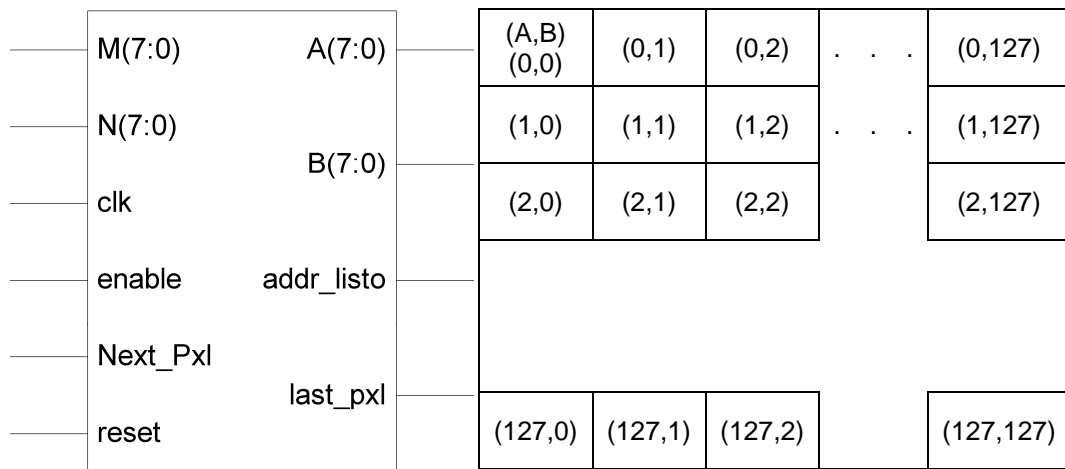 M(7:0)
A(7:0)
N(7:0)
B(7:0)
clk
enable
addr_listo
Next_Pxl
last_pxl
reset
(A,B)
(0,0)
(0,1)
(0,2)
. . .
(0,127)
(1,0)
(1,1)
(1,2)
. . .
(1,127)
(2,0)
(2,1)
(2,2)
(2,127)
(127,0)
(127,1)
(127,2)
(127,127)